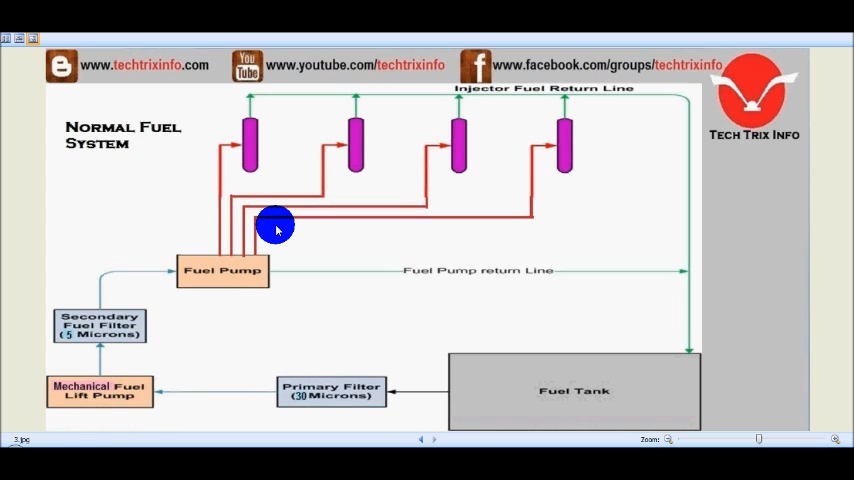 www.techtrixinfo.com
You
Tube
www.youtube.com/techtrixinfo
f
www.facebook.com/groups/techtrixinfo
TECH TRIX INFO
Injector Fuel Return Line
NORMAL FUEL
SYSTEM
Fuel Pump
Fuel Pump return Line
Secondary
Fuel Filter
(5 Microns)
Mechanical Fuel
Lift Pump
Primary Filter
(30 Microns)
Fuel Tank
3.jpg
Zoom: